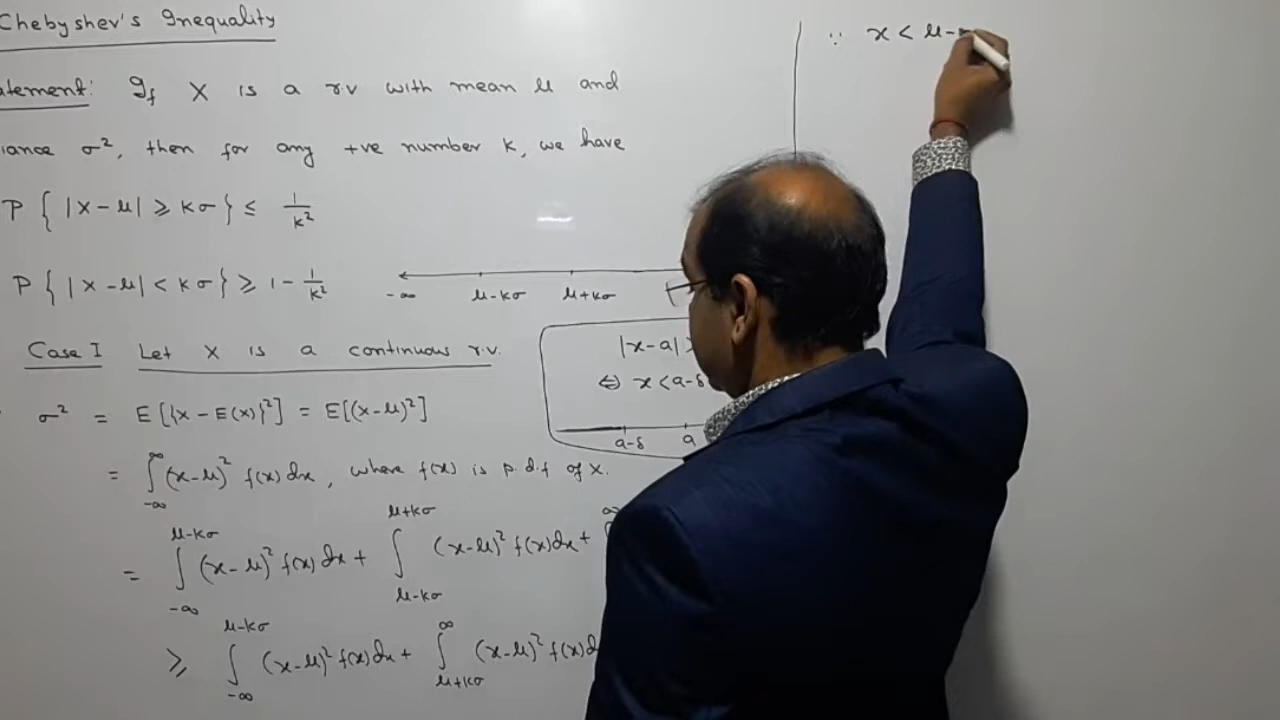 Chebyshev's Inequality
atement: If X is a r.v with mean μ and
iance σ², then for any +ve number k, we have
P { |X-μ| ≥ kσ } ≤ 1/k²
P { |X-μ| < kσ } ≥ 1 - 1/k²
-∞ μ-kσ μ+kσ
Case I Let X is a continuous r.v.
|x-a|
⇔ x<a-δ
a-δ a
σ² = E[{X-E(X)}²] = E[(X-μ)²]
= ∫_{-∞}^{∞} (x-μ)² f(x) dx, where f(x) is p.d.f of X.
= ∫_{-∞}^{μ-kσ} (x-μ)² f(x) dx + ∫_{μ-kσ}^{μ+kσ} (x-μ)² f(x) dx +
≥ ∫_{-∞}^{μ-kσ} (x-μ)² f(x) dx + ∫_{μ+kσ}^{∞} (x-μ)² f(x) d
∵ x < μ-